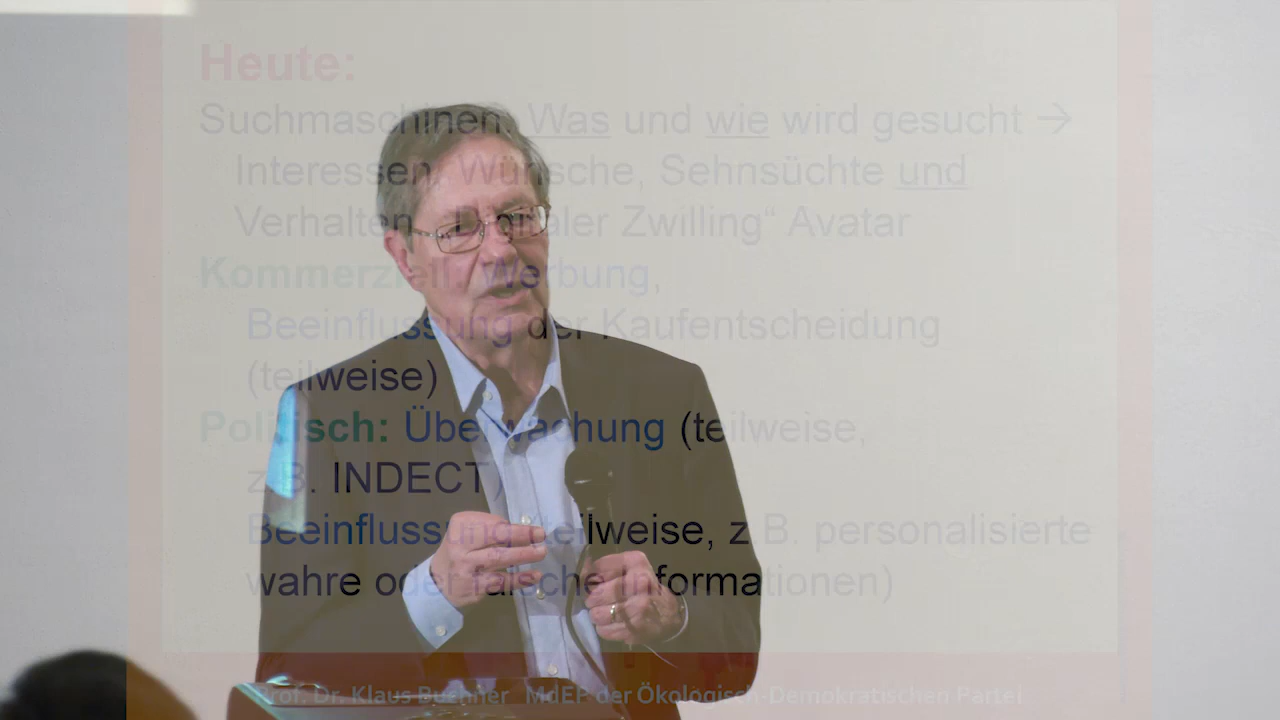 Heute:
Suchmaschinen: Was und wie wird gesucht →
Interessen, Wünsche, Sehnsüchte und
Verhalten Zwilling“ Avatar
Kommerziell: Werbung,
Beeinflussung der Kaufentscheidung
(teilweise)
Politisch: Überwachung (teilweise,
z.B. INDECT)
Beeinflussung (teilweise, z.B. personalisierte
wahre oder falsche Informationen)
Prof. Dr. Klaus Buchner MdEP der Ökologisch-Demokratischen Partei